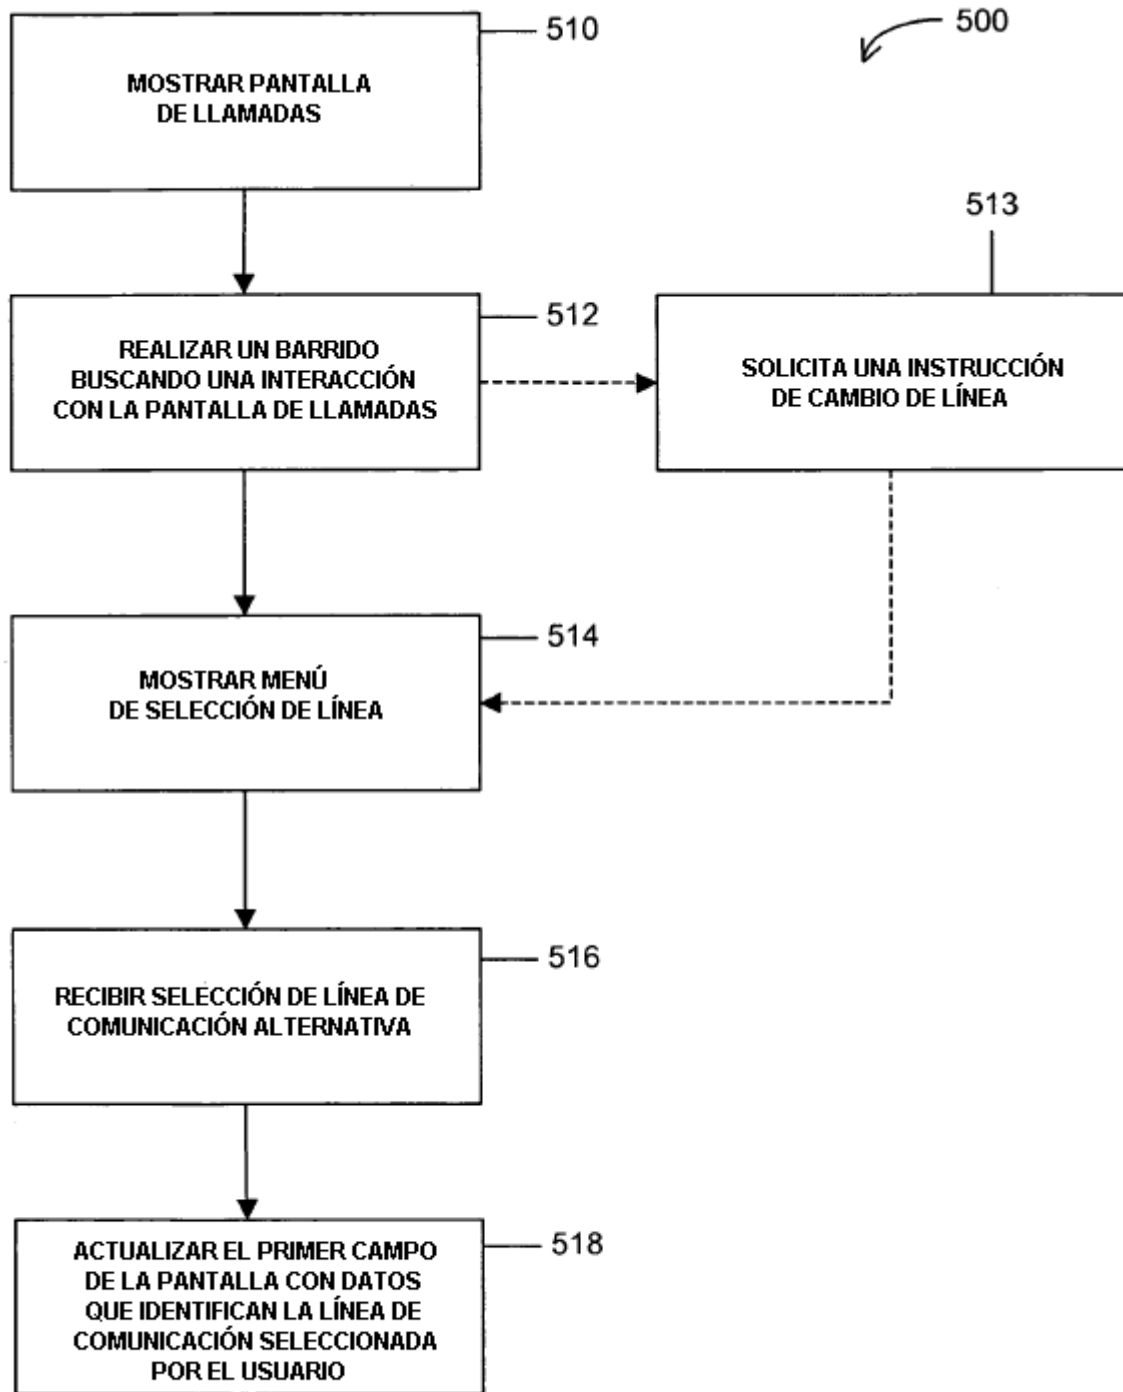 510
500
MOSTRAR PANTALLA
DE LLAMADAS
513
512
REALIZAR UN BARRIDO
BUSCANDO UNA INTERACCIÓN
CON LA PANTALLA DE LLAMADAS
SOLICITA UNA INSTRUCCIÓN
DE CAMBIO DE LÍNEA
514
MOSTRAR MENÚ
DE SELECCIÓN DE LÍNEA
516
RECIBIR SELECCIÓN DE LÍNEA DE
COMUNICACIÓN ALTERNATIVA
518
ACTUALIZAR EL PRIMER CAMPO
DE LA PANTALLA CON DATOS
QUE IDENTIFICAN LA LÍNEA DE
COMUNICACIÓN SELECCIONADA
POR EL USUARIO